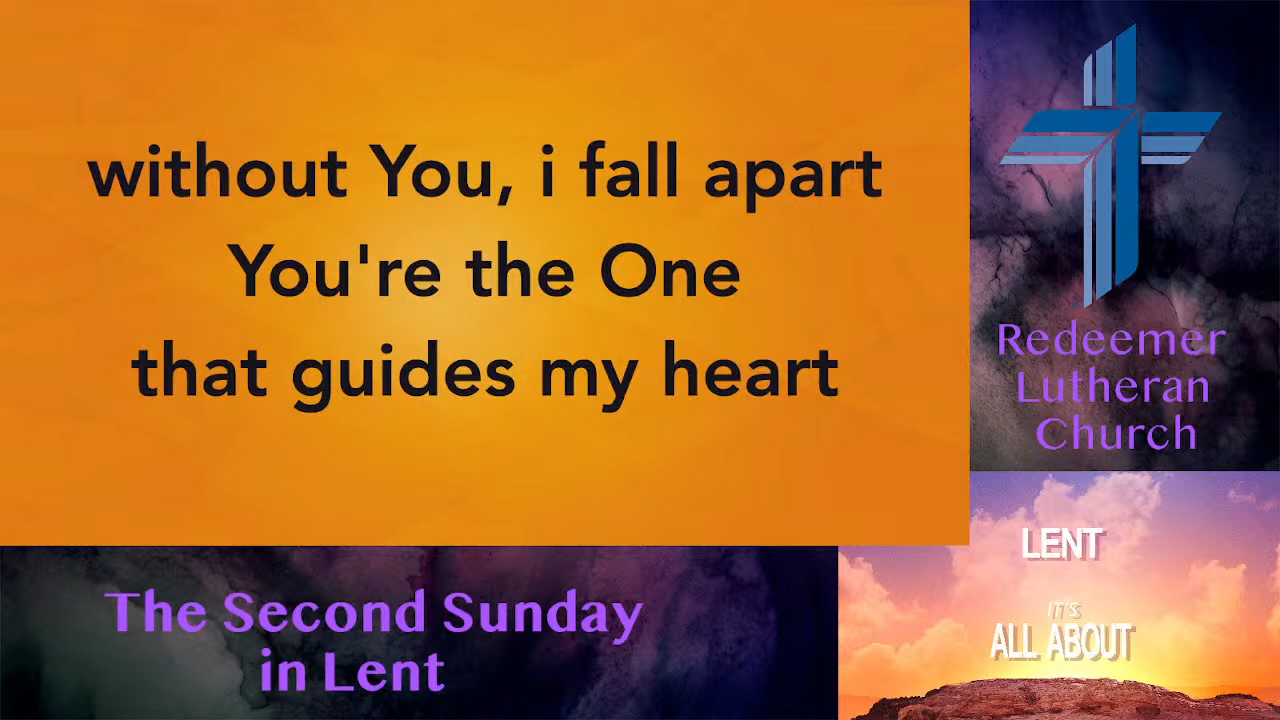 without You, i fall apart
You're the One
that guides my heart
Redeemer
Lutheran
Church
The Second Sunday
in Lent
LENT
IT'S
ALL ABOUT